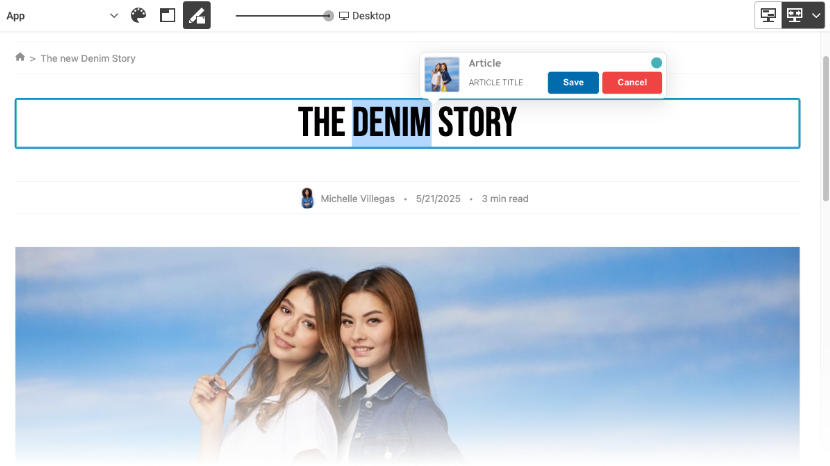 App
Desktop
> The new Denim Story
Article
ARTICLE TITLE
Save
Cancel
THE DENIM STORY
Michelle Villegas • 5/21/2025 • 3 min read